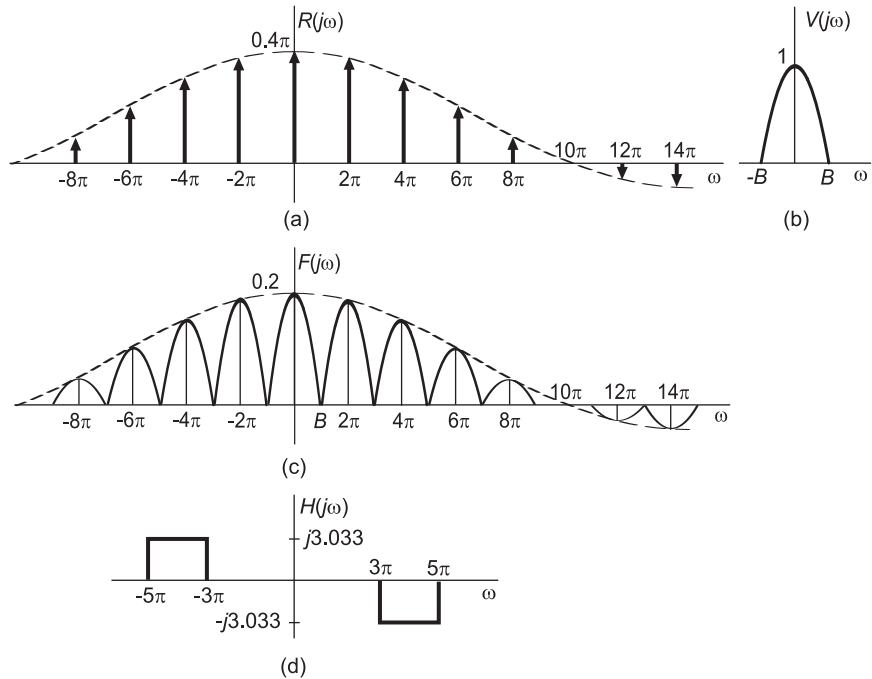 R(jω)
0.4π
-8π -6π -4π -2π 2π 4π 6π 8π 10π 12π 14π
ω
(a)
V(jω)
1
-B B ω
(b)
F(jω)
0.2
-8π -6π -4π -2π B 2π 4π 6π 8π 10π 12π 14π
ω
(c)
H(jω)
j3.033
3π 5π
-5π -3π ω
-j3.033
(d)